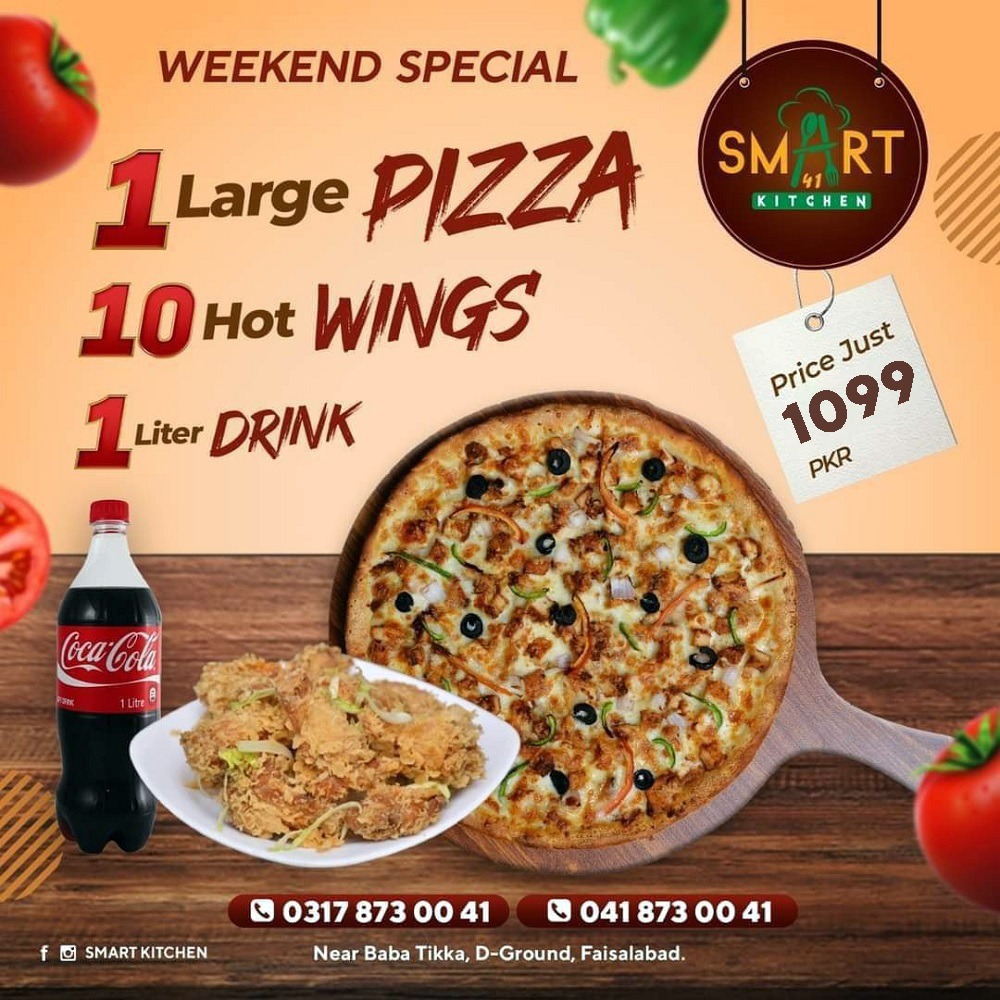 WEEKEND SPECIAL
1 Large PIZZA
10 Hot WINGS
1 Liter DRINK
SMART
41
KITCHEN
Price Just
1099
PKR
Coca-Cola
1 Litre
0317 873 00 41
041 873 00 41
SMART KITCHEN
Near Baba Tikka, D-Ground, Faisalabad.